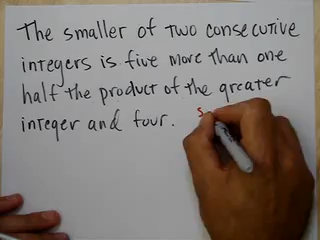 The smaller of two consecutive
integers is five more than one
half the product of the greater
integer and four.